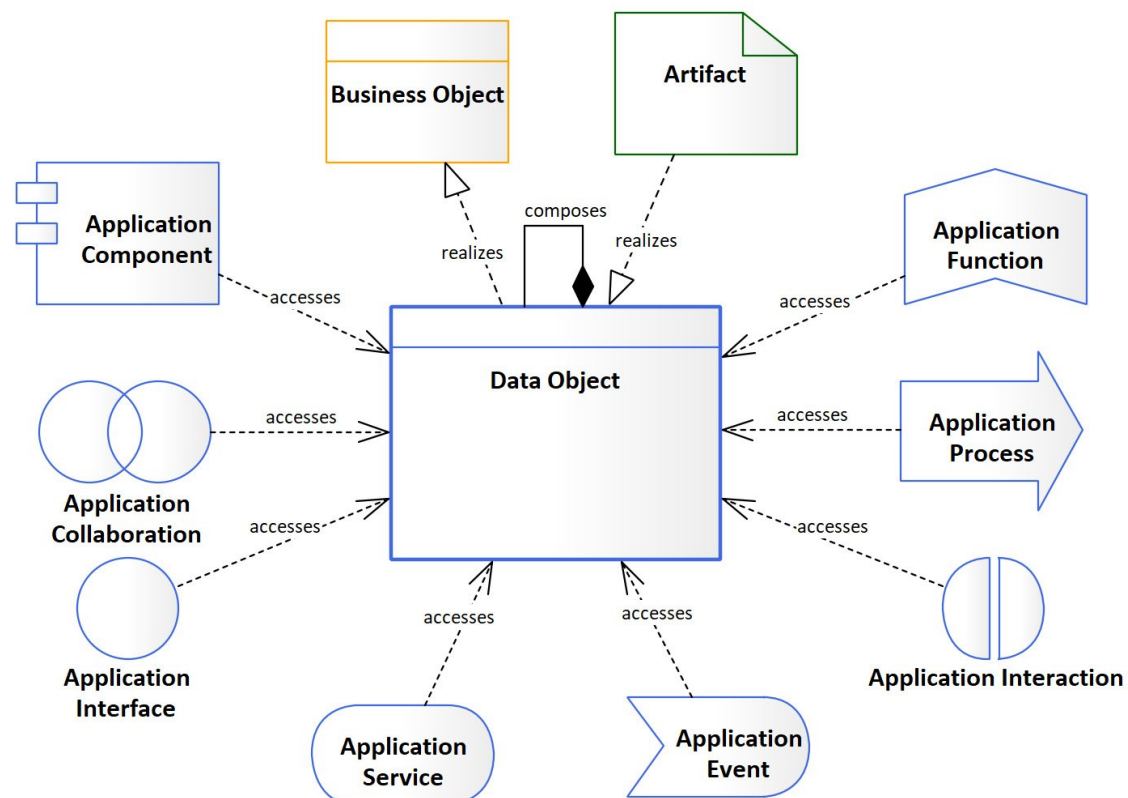 Business Object
Artifact
Application
Component
composes
realizes
realizes
Application
Function
accesses
accesses
Data Object
accesses
accesses
Application
Process
Application
Collaboration
accesses
accesses
Application
Interface
accesses
accesses
Application Interaction
Application
Service
Application
Event